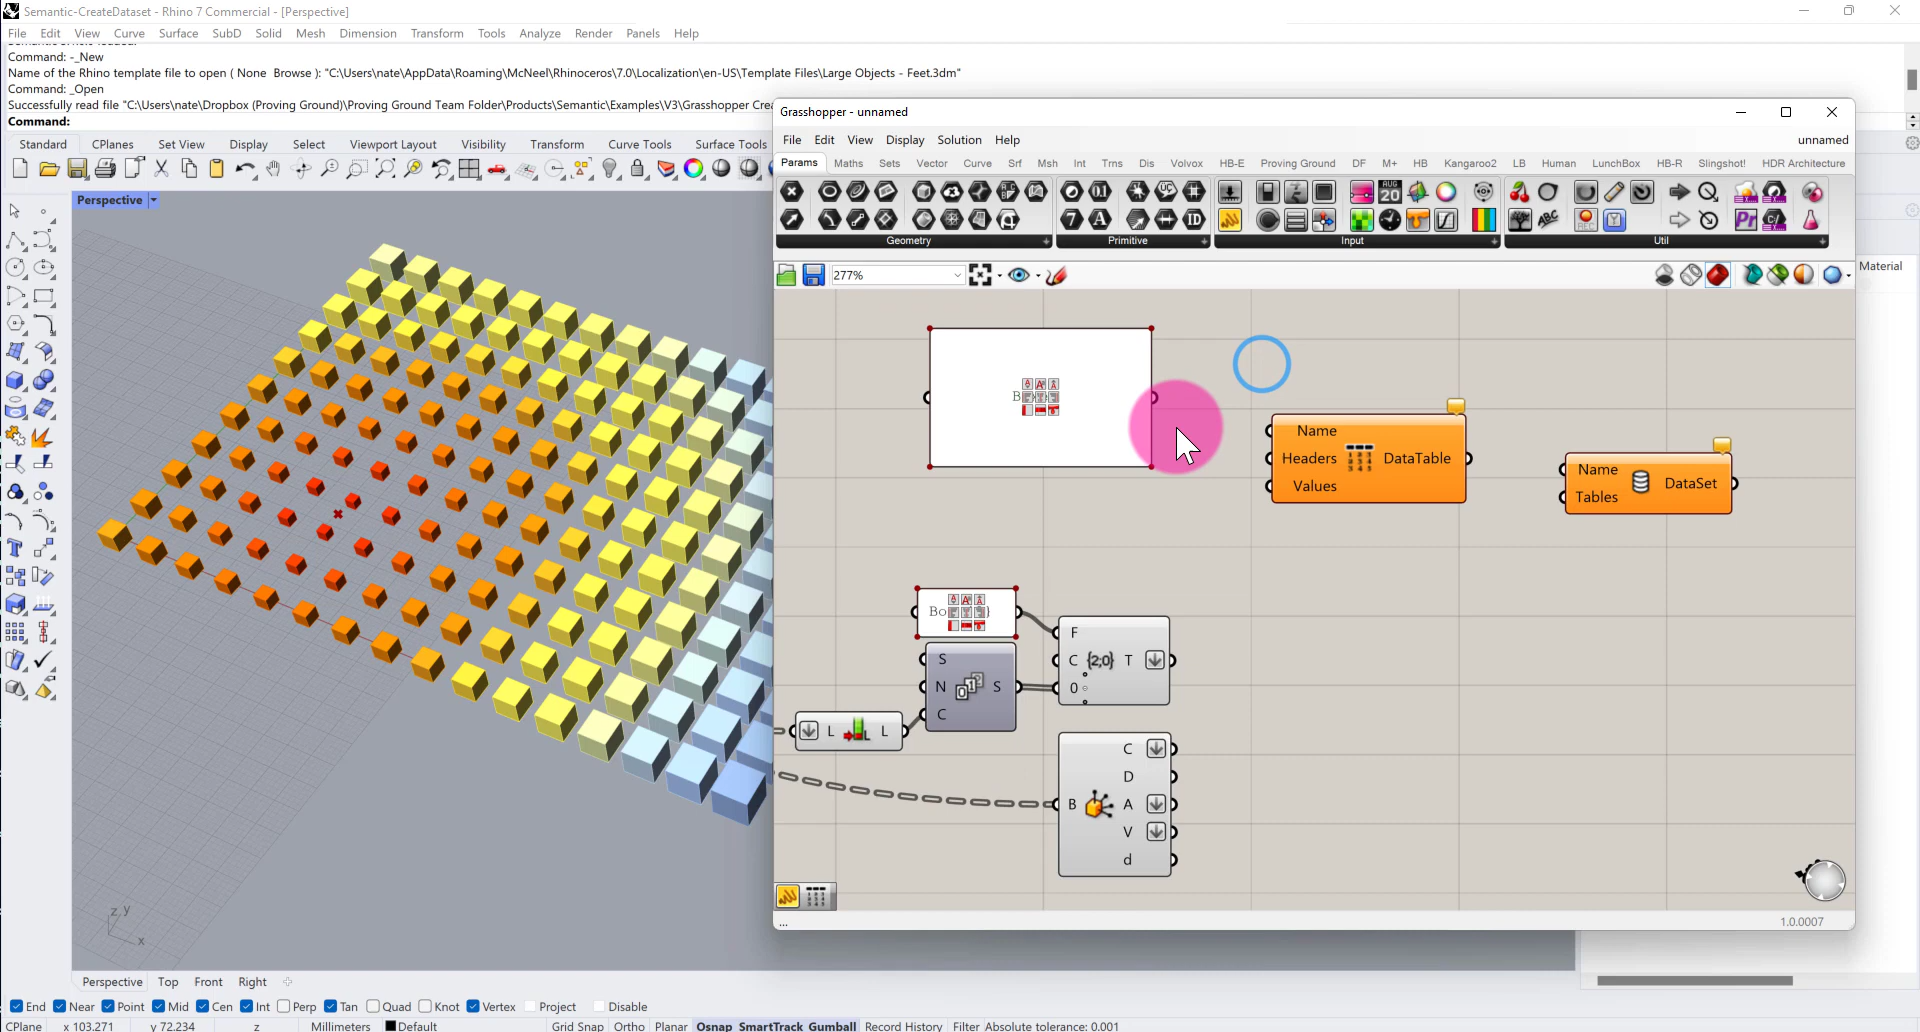 Semantic-CreateDataset - Rhino 7 Commercial - [Perspective]
File Edit View Curve Surface SubD Solid Mesh Dimension Transform Tools Analyze Render Panels Help
Command: -_New
Name of the Rhino template file to open ( None Browse ): "C:\Users\nate\AppData\Roaming\McNeel\Rhinoceros\7.0\Localization\en-US\Template Files\Large Objects - Feet.3dm"
Command: _Open
Successfully read file "C:\Users\nate\Dropbox (Proving Ground)\Proving Ground Team Folder\Products\Semantic\Examples\V3\Grasshopper Crea
Command:
Standard CPlanes Set View Display Select Viewport Layout Visibility Transform Curve Tools Surface Tools
Perspective
Grasshopper - unnamed
File Edit View Display Solution Help unnamed
Params Maths Sets Vector Curve Srf Msh Int Trns Dis Volvox HB-E Proving Ground DF M+ HB Kangaroo2 LB Human LunchBox HB-R Slingshot! HDR Architecture
Geometry Primitive Input Util
277%
Material
Name
Headers DataTable
Values
Name
Tables DataSet
S
N S
C
F
C {2;0} T
0
L L
C
D
B A
V
d
1.0.0007
...
z y
x
Perspective Top Front Right
End Near Point Mid Cen Int Perp Tan Quad Knot Vertex Project Disable
CPlane x 103.271 y 72.234 z Millimeters Default Grid Snap Ortho Planar Osnap SmartTrack Gumball Record History Filter Absolute tolerance: 0.001